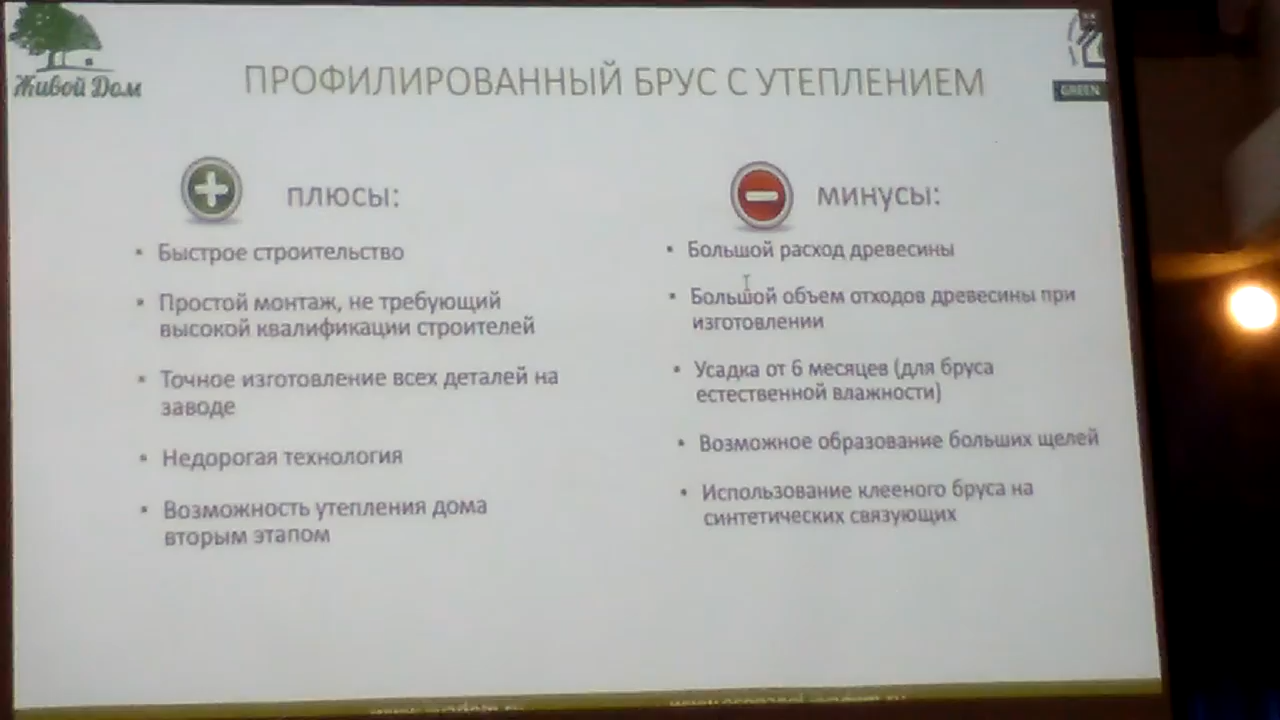 Живой Дом
GREEN
ПРОФИЛИРОВАННЫЙ БРУС С УТЕПЛЕНИЕМ
плюсы:
• Быстрое строительство
• Простой монтаж, не требующий
высокой квалификации строителей
• Точное изготовление всех деталей на
заводе
• Недорогая технология
• Возможность утепления дома
вторым этапом
минусы:
• Большой расход древесины
• Большой объем отходов древесины при
изготовлении
• Усадка от 6 месяцев (для бруса
естественной влажности)
• Возможное образование больших щелей
• Использование клееного бруса на
синтетических связующих